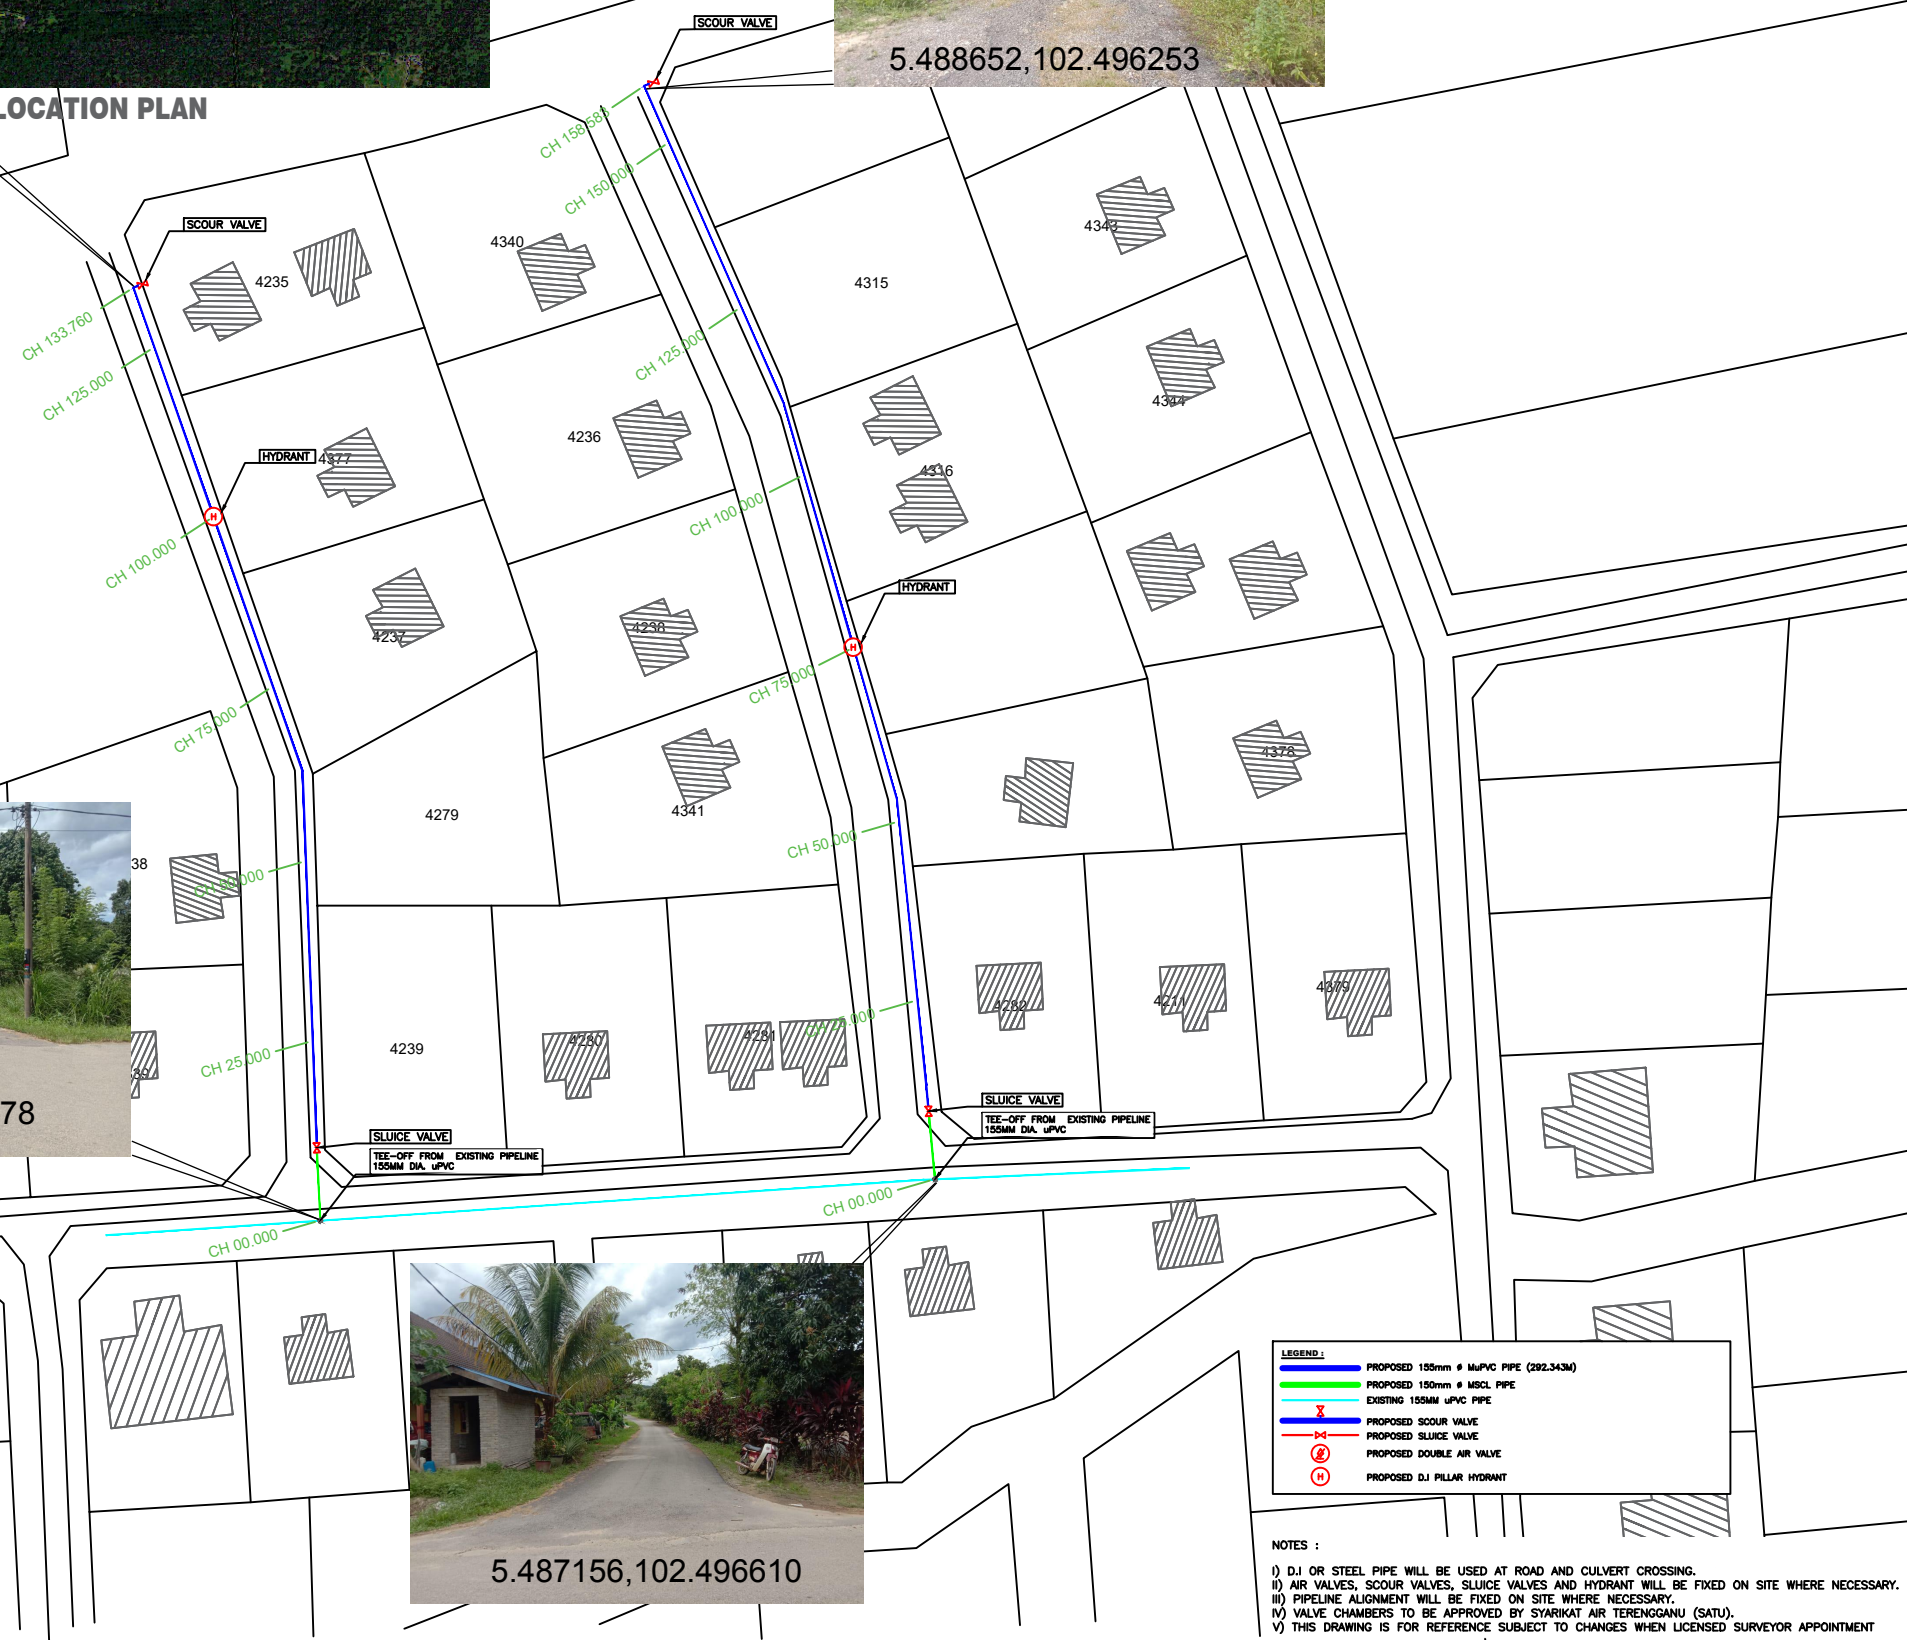 SCOUR VALVE
5.488652,102.496253
LOCATION PLAN
CH 158.583
CH 150.000
SCOUR VALVE
4340
4235
4315
4343
CH 133.760
CH 125.000
CH 125.000
4344
4236
HYDRANT
4377
4316
CH 100.000
CH 100.000
HYDRANT
4237
4238
CH 75.000
CH 75.000
4378
4279
4341
CH 50.000
38
CH 50.000
4282
4211
4379
CH 25.000
4239
4280
4281
CH 25.000
39
78
SLUICE VALVE
TEE-OFF FROM EXISTING PIPELINE
155MM DIA. uPVC
SLUICE VALVE
TEE-OFF FROM EXISTING PIPELINE
155MM DIA. uPVC
CH 00.000
CH 00.000
5.487156,102.496610
LEGEND :
PROPOSED 155mm ø MuPVC PIPE (292.343M)
PROPOSED 150mm ø MSCL PIPE
EXISTING 155MM uPVC PIPE
PROPOSED SCOUR VALVE
PROPOSED SLUICE VALVE
PROPOSED DOUBLE AIR VALVE
H PROPOSED D.I PILLAR HYDRANT
NOTES :
I) D.I OR STEEL PIPE WILL BE USED AT ROAD AND CULVERT CROSSING.
II) AIR VALVES, SCOUR VALVES, SLUICE VALVES AND HYDRANT WILL BE FIXED ON SITE WHERE NECESSARY.
III) PIPELINE ALIGNMENT WILL BE FIXED ON SITE WHERE NECESSARY.
IV) VALVE CHAMBERS TO BE APPROVED BY SYARIKAT AIR TERENGGANU (SATU).
V) THIS DRAWING IS FOR REFERENCE SUBJECT TO CHANGES WHEN LICENSED SURVEYOR APPOINTMENT